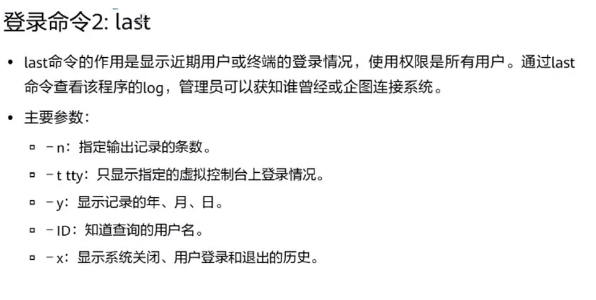 登录命令2: last
• last命令的作用是显示近期用户或终端的登录情况，使用权限是所有用户。通过last
命令查看该程序的log，管理员可以获知谁曾经或企图连接系统。
• 主要参数：
▫ –n：指定输出记录的条数。
▫ –t tty：只显示指定的虚拟控制台上登录情况。
▫ –y：显示记录的年、月、日。
▫ –ID：知道查询的用户名。
▫ –x：显示系统关闭、用户登录和退出的历史。